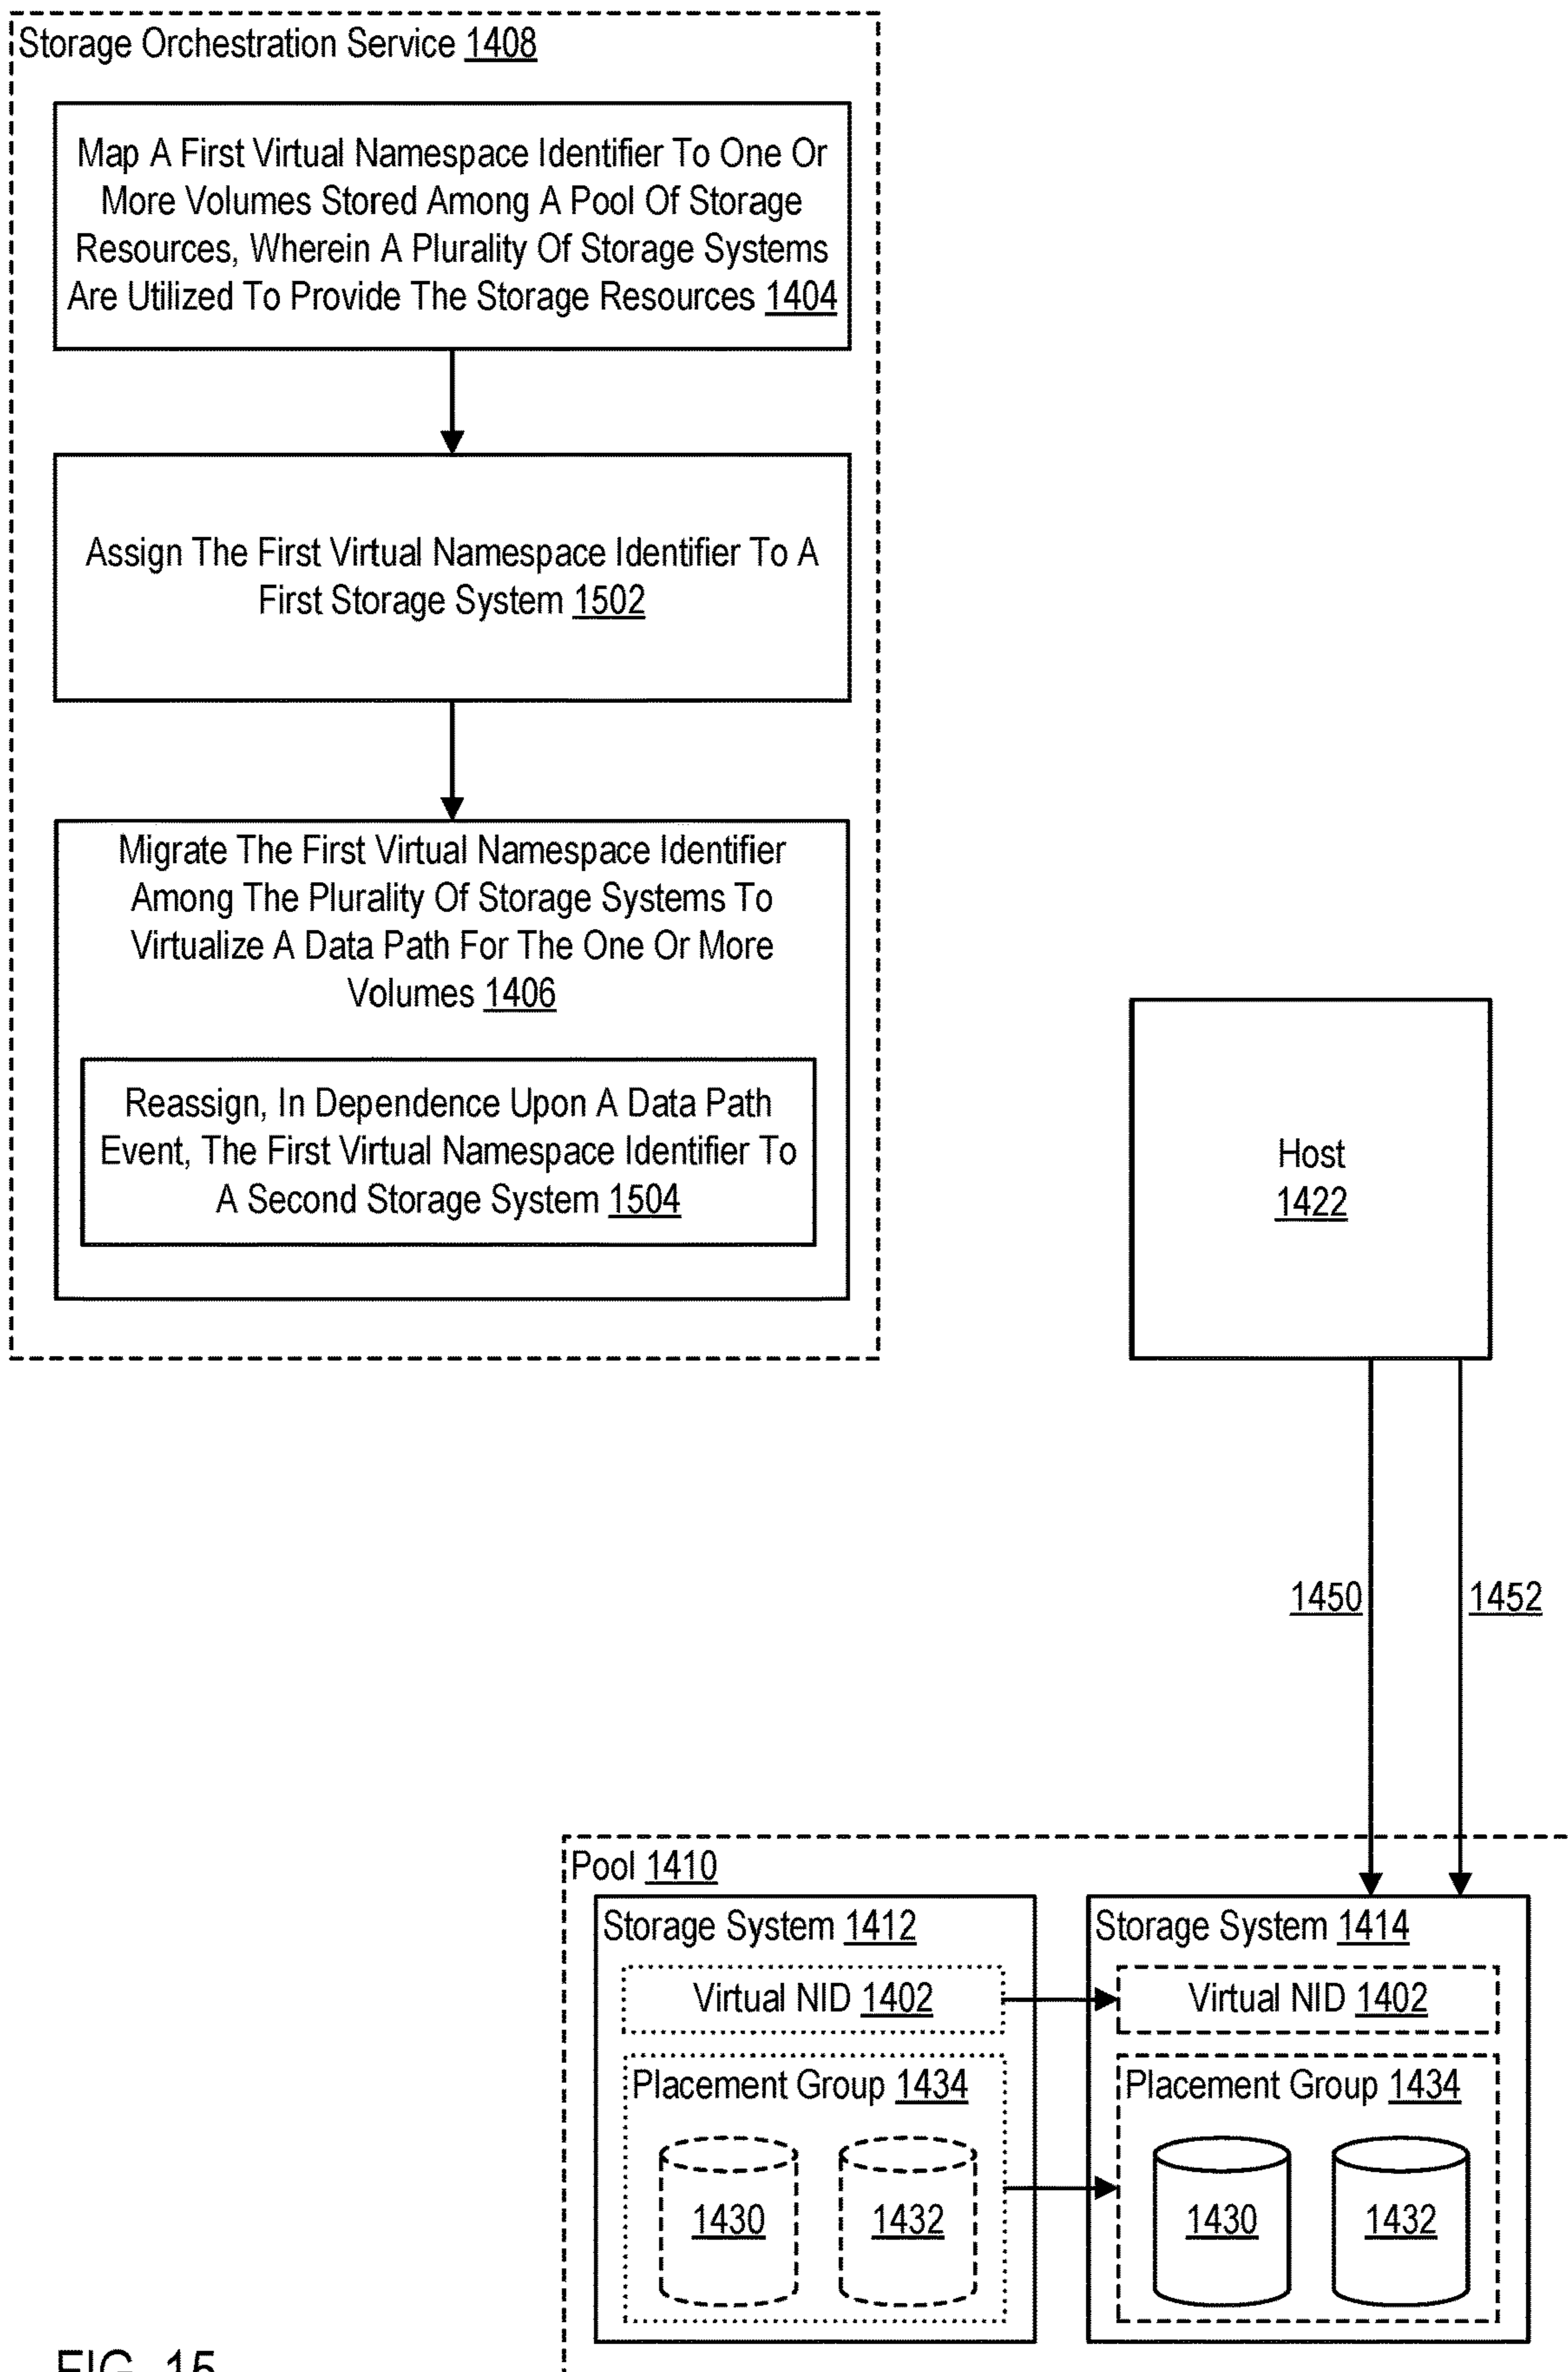 Storage Orchestration Service 1408
Map A First Virtual Namespace Identifier To One Or
More Volumes Stored Among A Pool Of Storage
Resources, Wherein A Plurality Of Storage Systems
Are Utilized To Provide The Storage Resources 1404
Assign The First Virtual Namespace Identifier To A
First Storage System 1502
Migrate The First Virtual Namespace Identifier
Among The Plurality Of Storage Systems To
Virtualize A Data Path For The One Or More
Volumes 1406
Reassign, In Dependence Upon A Data Path
Event, The First Virtual Namespace Identifier To
A Second Storage System 1504
Host
1422
1450
1452
Pool 1410
Storage System 1412
Virtual NID 1402
Placement Group 1434
1430
1432
Storage System 1414
Virtual NID 1402
Placement Group 1434
1430
1432
FIG. 15